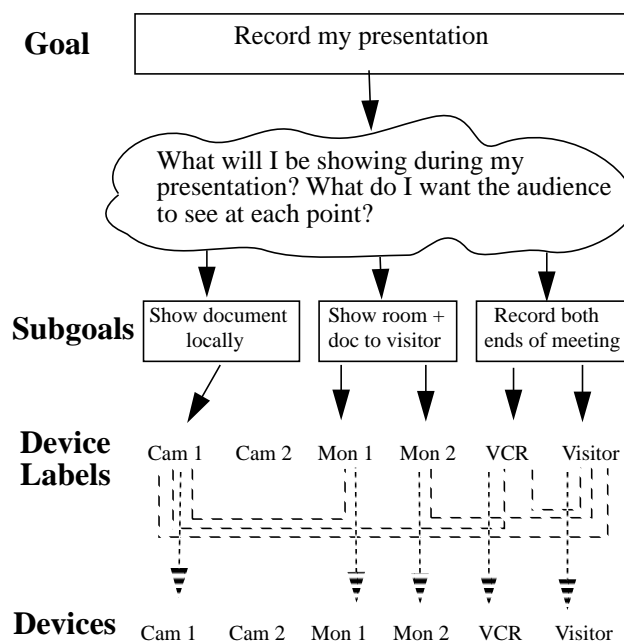 Goal
Record my presentation
What will I be showing during my
presentation? What do I want the audience
to see at each point?
Subgoals
Show document
locally
Show room +
doc to visitor
Record both
ends of meeting
Device
Labels
Cam 1 Cam 2 Mon 1 Mon 2 VCR Visitor
Devices
Cam 1 Cam 2 Mon 1 Mon 2 VCR Visitor